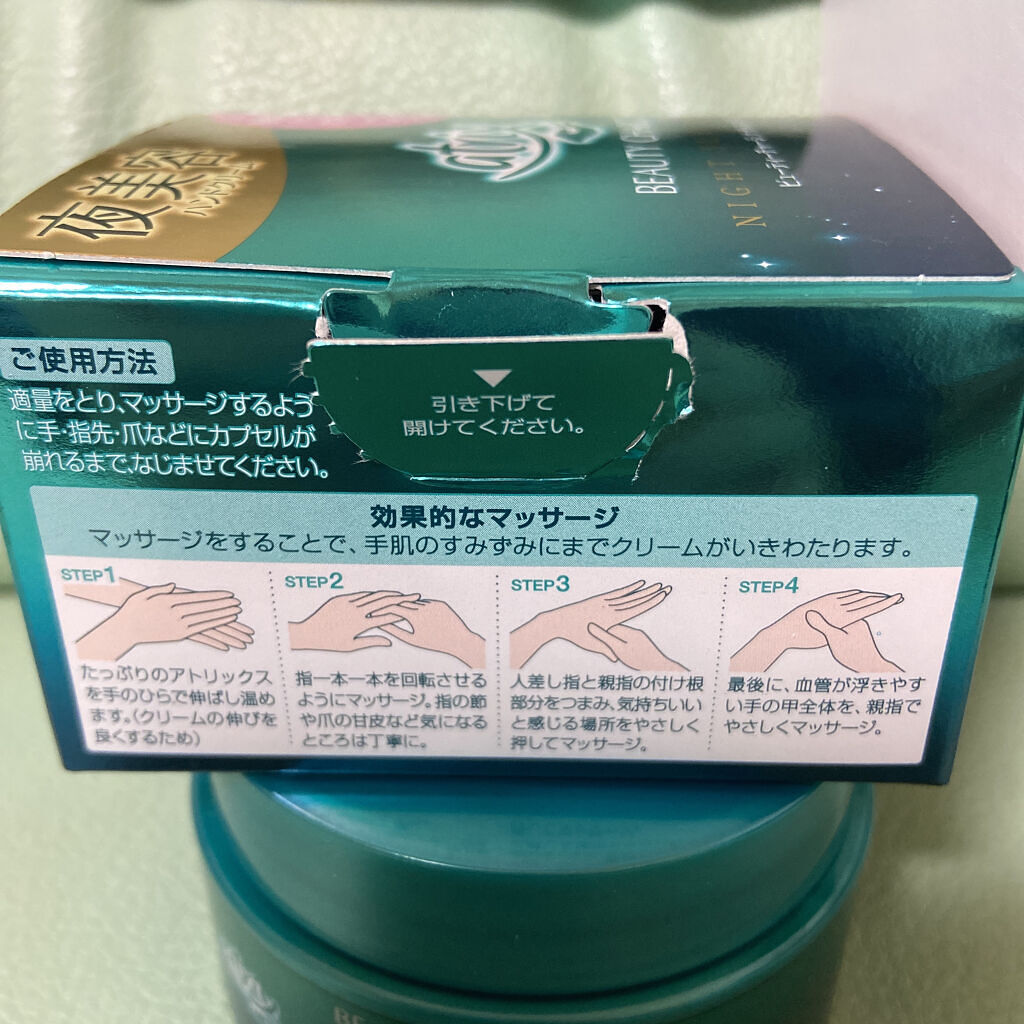 夜美容
ハンドクリーム
atrix
BEAUTY
NIGHT
ご使用方法
適量をとり、マッサージするよう
に手・指先・爪などにカプセルが
崩れるまで、なじませてください。
引き下げて
開けてください。
効果的なマッサージ
マッサージをすることで、手肌のすみずみにまでクリームがいきわたります。
STEP1
たっぷりのアトリックス
を手のひらで伸ばし温め
ます。(クリームの伸びを
良くするため)
STEP2
指一本一本を回転させる
ようにマッサージ。指の節
や爪の甘皮など気になる
ところは丁寧に。
STEP3
人差し指と親指の付け根
部分をつまみ、気持ちいい
と感じる場所をやさしく
押してマッサージ。
STEP4
最後に、血管が浮きやす
い手の甲全体を、親指で
やさしくマッサージ。